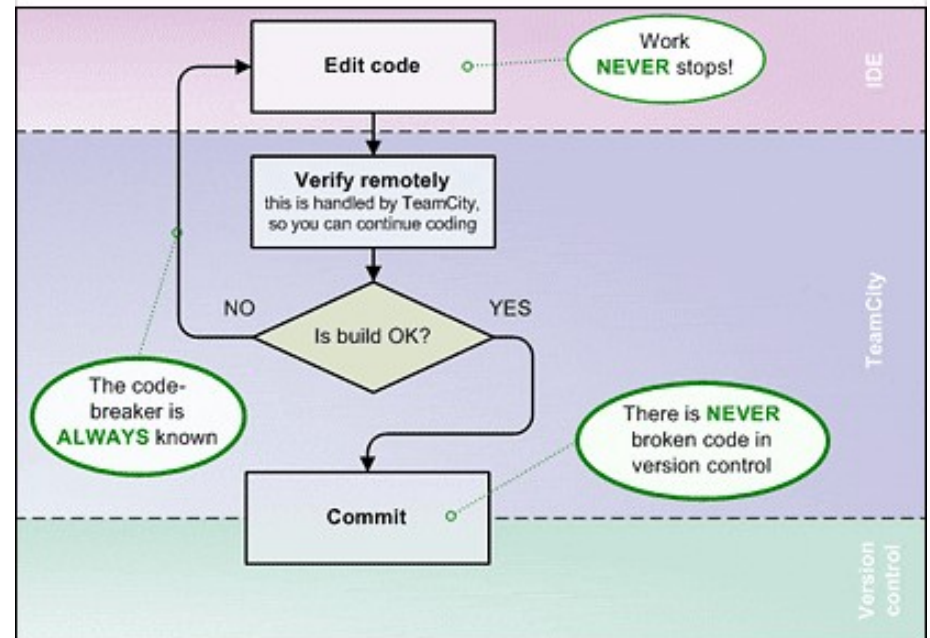 Edit code
Work
NEVER stops!
IDE
Verify remotely
this is handled by TeamCity,
so you can continue coding
NO
YES
Is build OK?
TeamCity
The code-
breaker is
ALWAYS known
There is NEVER
broken code in
version control
Commit
Version
control